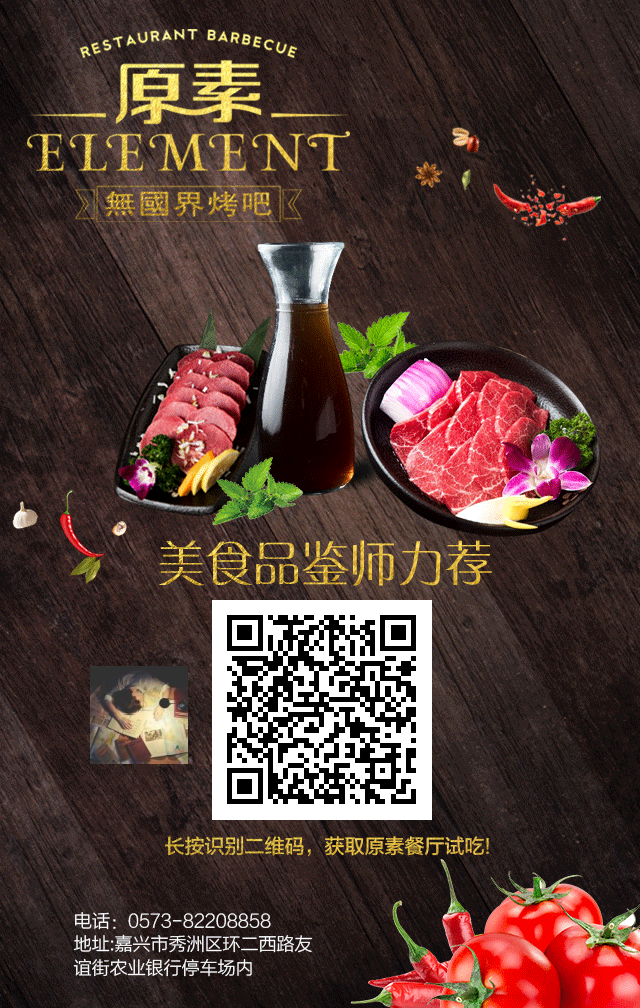 RESTAURANT BARBECUE
原素
ELEMENT
無國界烤吧
美食品鉴师力荐
长按识别二维码，获取原素餐厅试吃!
电话：0573-82208858
地址:嘉兴市秀洲区环二西路友
谊街农业银行停车场内